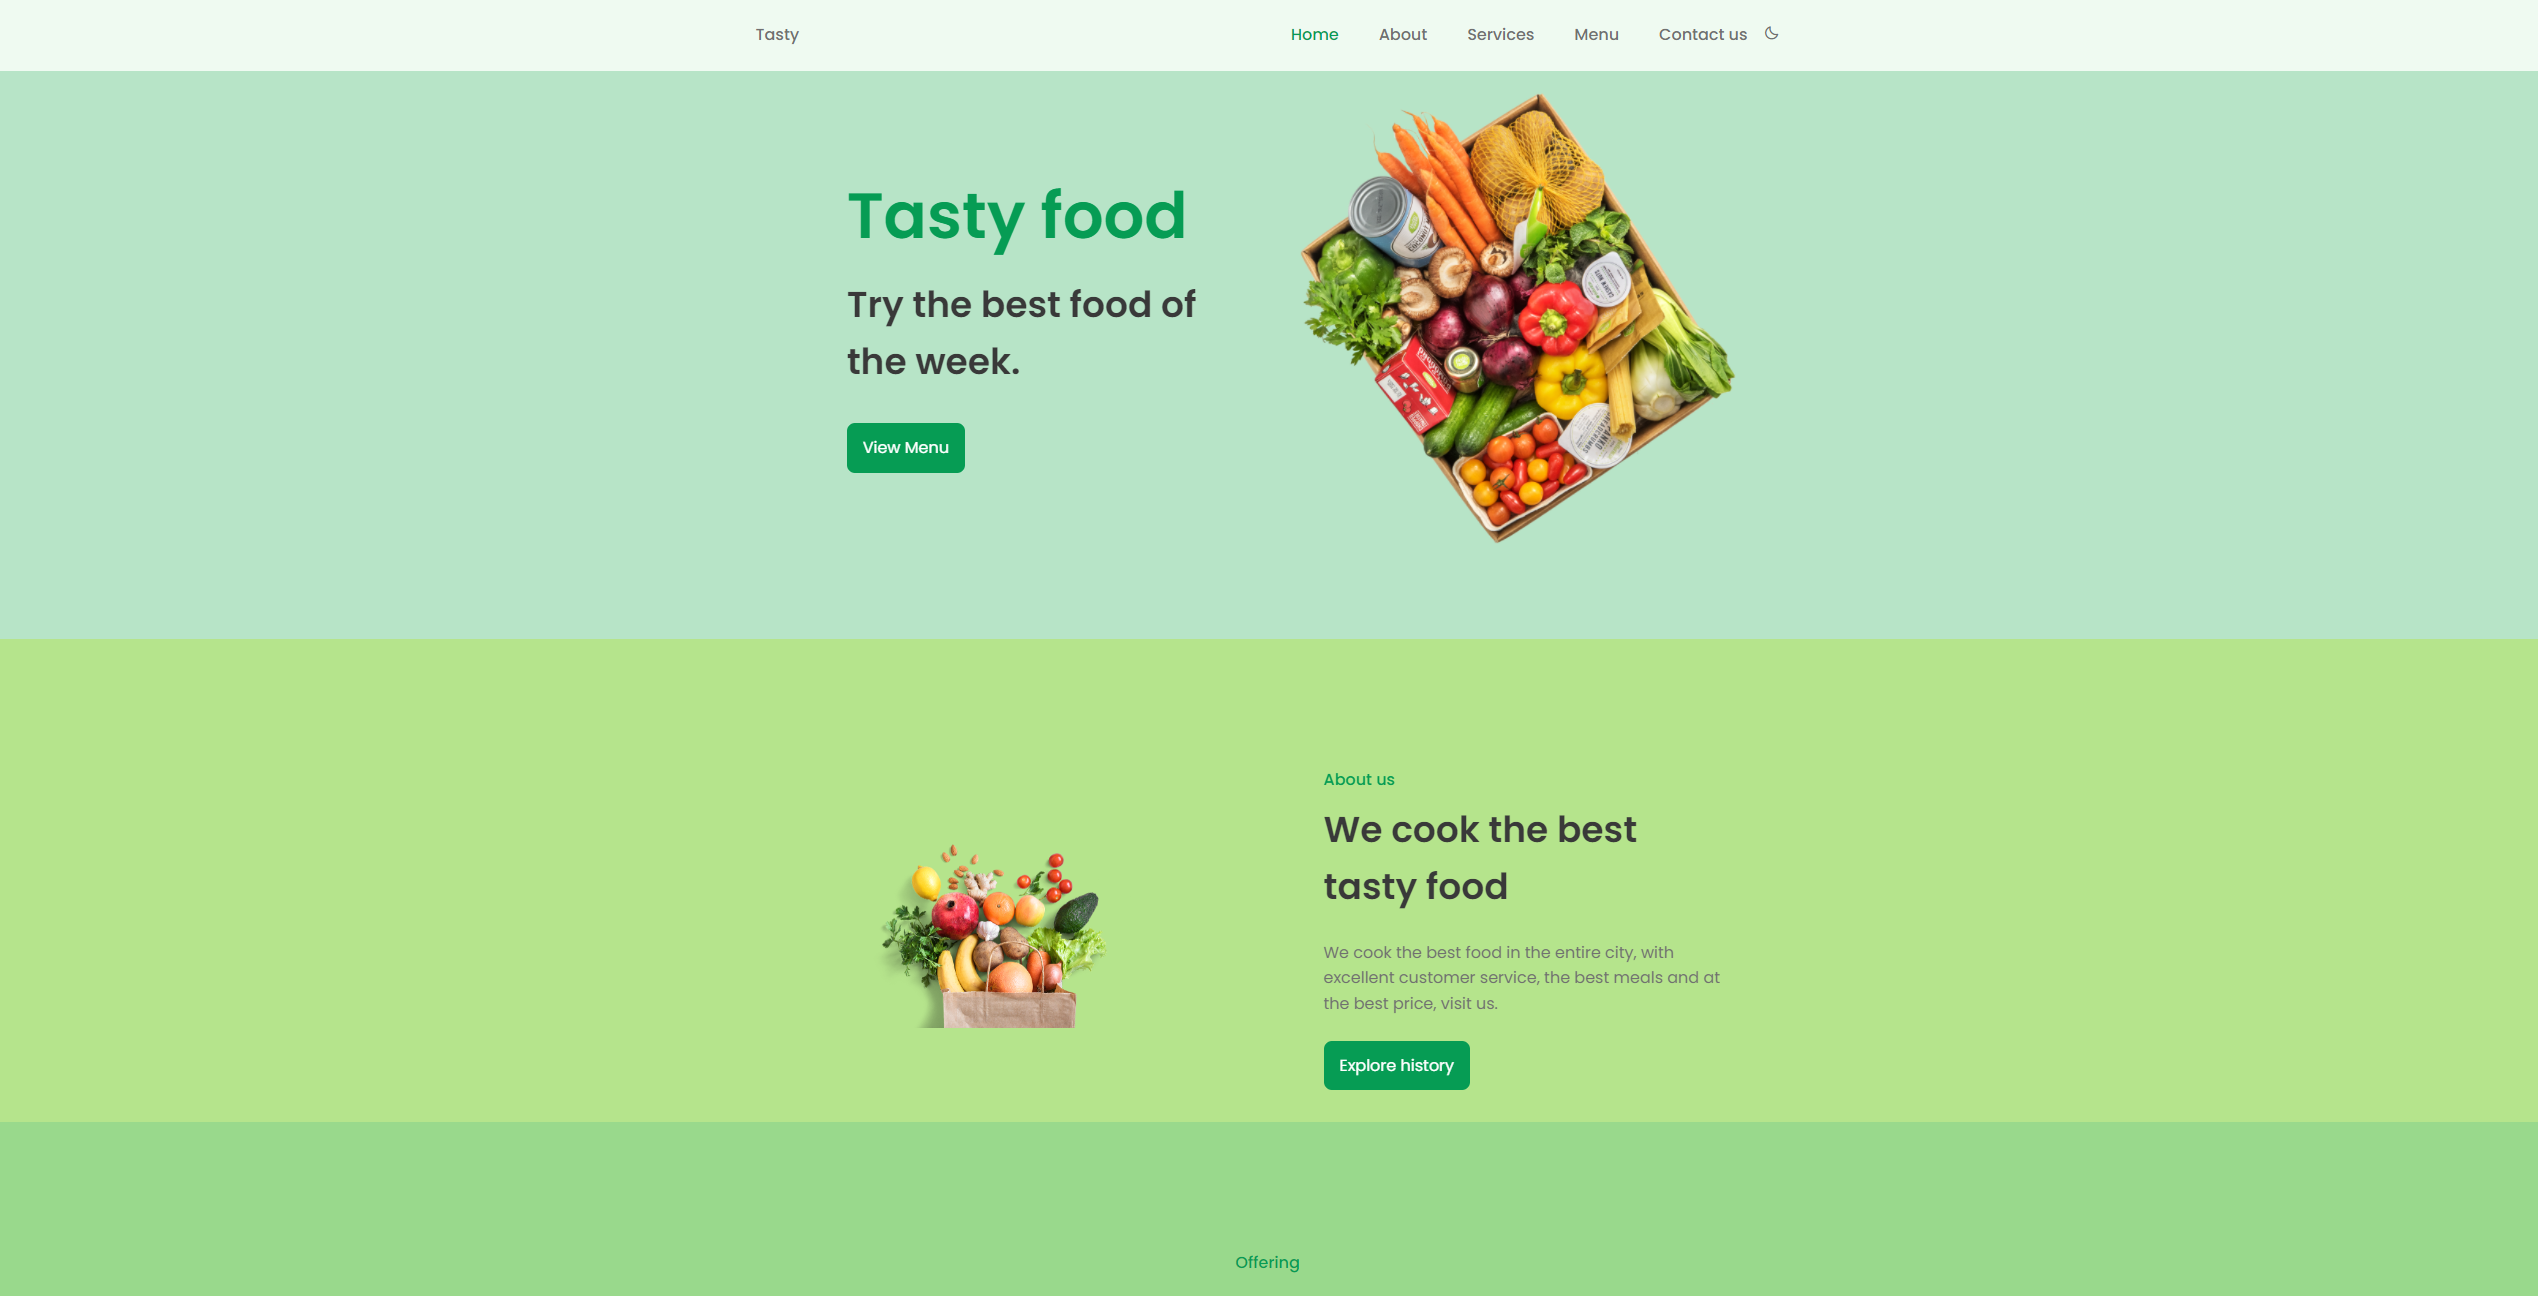 Tasty
Home About Services Menu Contact us
Tasty food
Try the best food of
the week.
View Menu
About us
We cook the best
tasty food
We cook the best food in the entire city, with
excellent customer service, the best meals and at
the best price, visit us.
Explore history
Offering